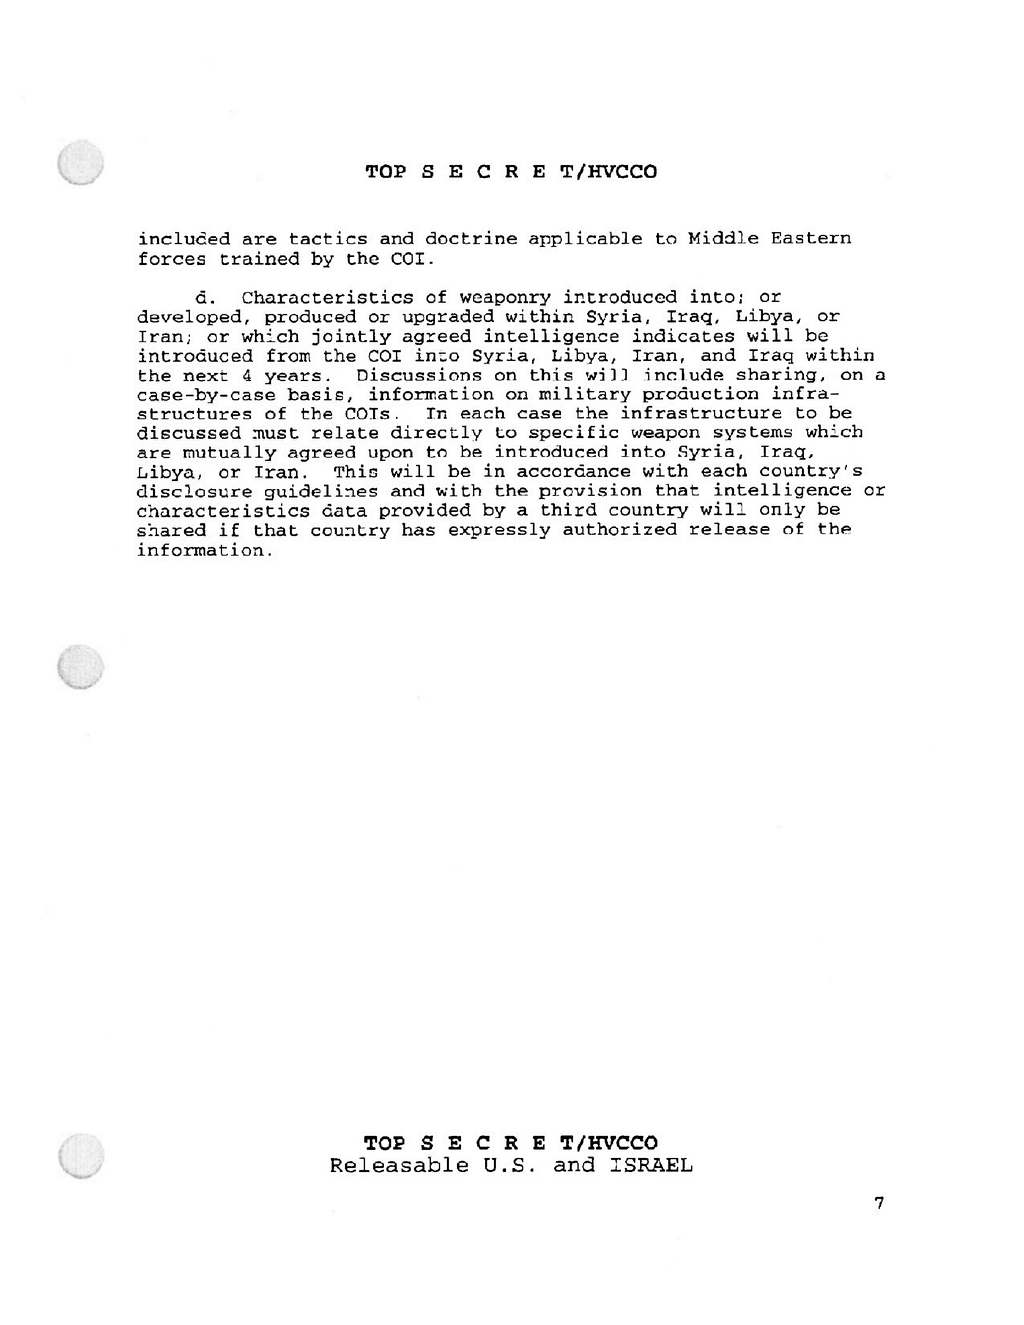 TOP S E C R E T/HVCCO
included are tactics and doctrine applicable to Middle Eastern
forces trained by the COI.
d. Characteristics of weaponry introduced into; or
developed, produced or upgraded within Syria, Iraq, Libya, or
Iran; or which jointly agreed intelligence indicates will be
introduced from the COI into Syria, Libya, Iran, and Iraq within
the next 4 years. Discussions on this will include sharing, on a
case-by-case basis, information on military production infra-
structures of the COIs. In each case the infrastructure to be
discussed must relate directly to specific weapon systems which
are mutually agreed upon to be introduced into Syria, Iraq,
Libya, or Iran. This will be in accordance with each country's
disclosure guidelines and with the provision that intelligence or
characteristics data provided by a third country will only be
shared if that country has expressly authorized release of the
information.
TOP S E C R E T/HVCCO
Releasable U.S. and ISRAEL
7